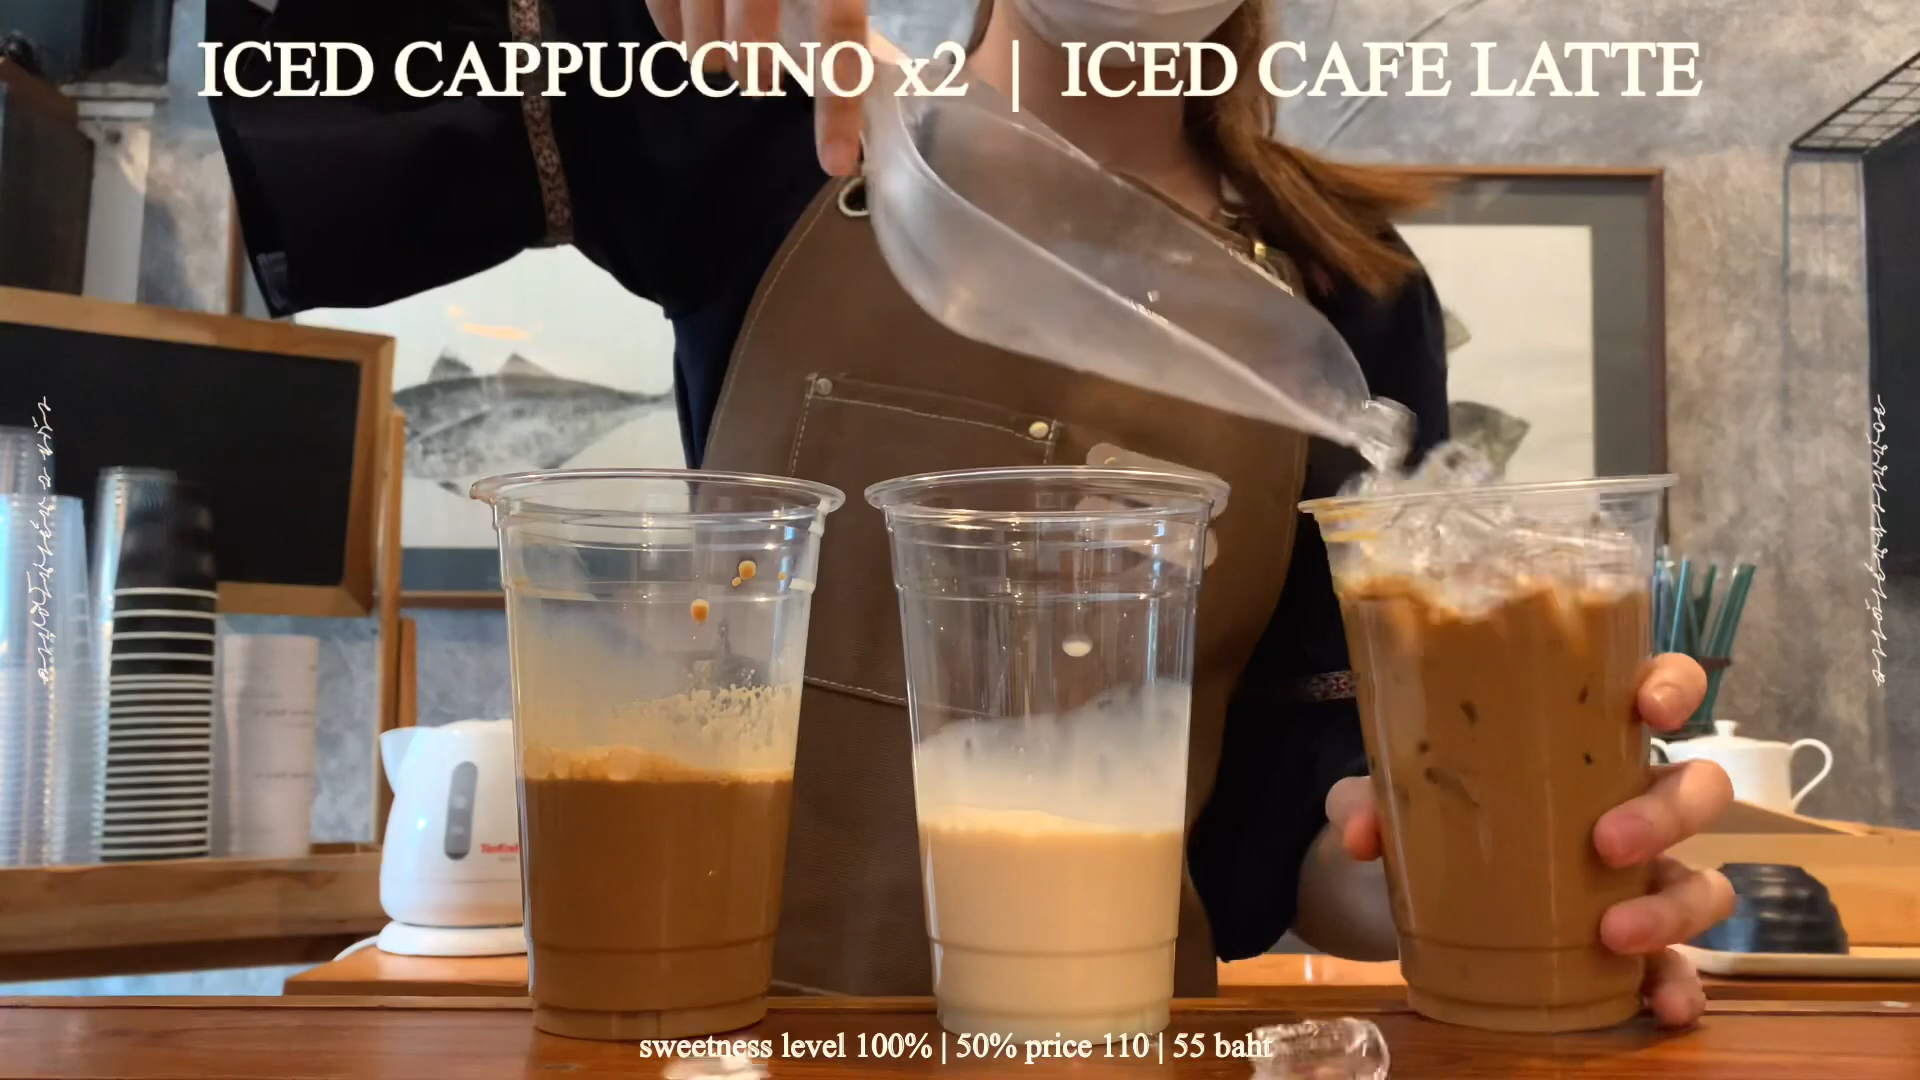 ICED CAPPUCCINO x2 | ICED CAFE LATTE
sweetness level 100% | 50% price 110 | 55 baht